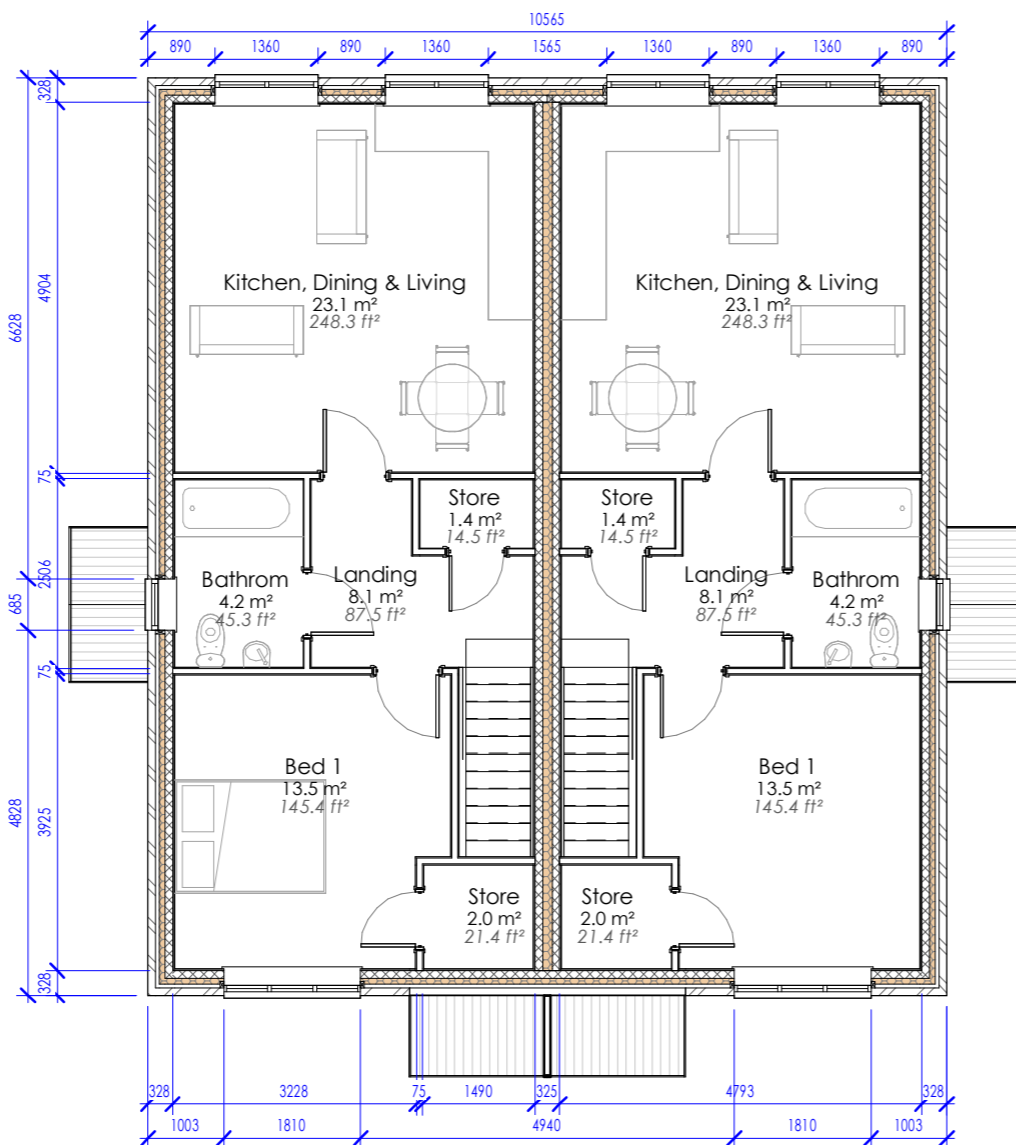 10565
890 1360 890 1360 1565 1360 890 1360 890
328
4904
6628
75
2506
685
75
3925
4828
328
Kitchen, Dining & Living
23.1 m²
248.3 ft²
Kitchen, Dining & Living
23.1 m²
248.3 ft²
Store
1.4 m²
14.5 ft²
Store
1.4 m²
14.5 ft²
Bathrom
4.2 m²
45.3 ft²
Landing
8.1 m²
87.5 ft²
Landing
8.1 m²
87.5 ft²
Bathrom
4.2 m²
45.3 ft²
Bed 1
13.5 m²
145.4 ft²
Bed 1
13.5 m²
145.4 ft²
Store
2.0 m²
21.4 ft²
Store
2.0 m²
21.4 ft²
328 3228 75 1490 325 4793 328
1003 1810 4940 1810 1003